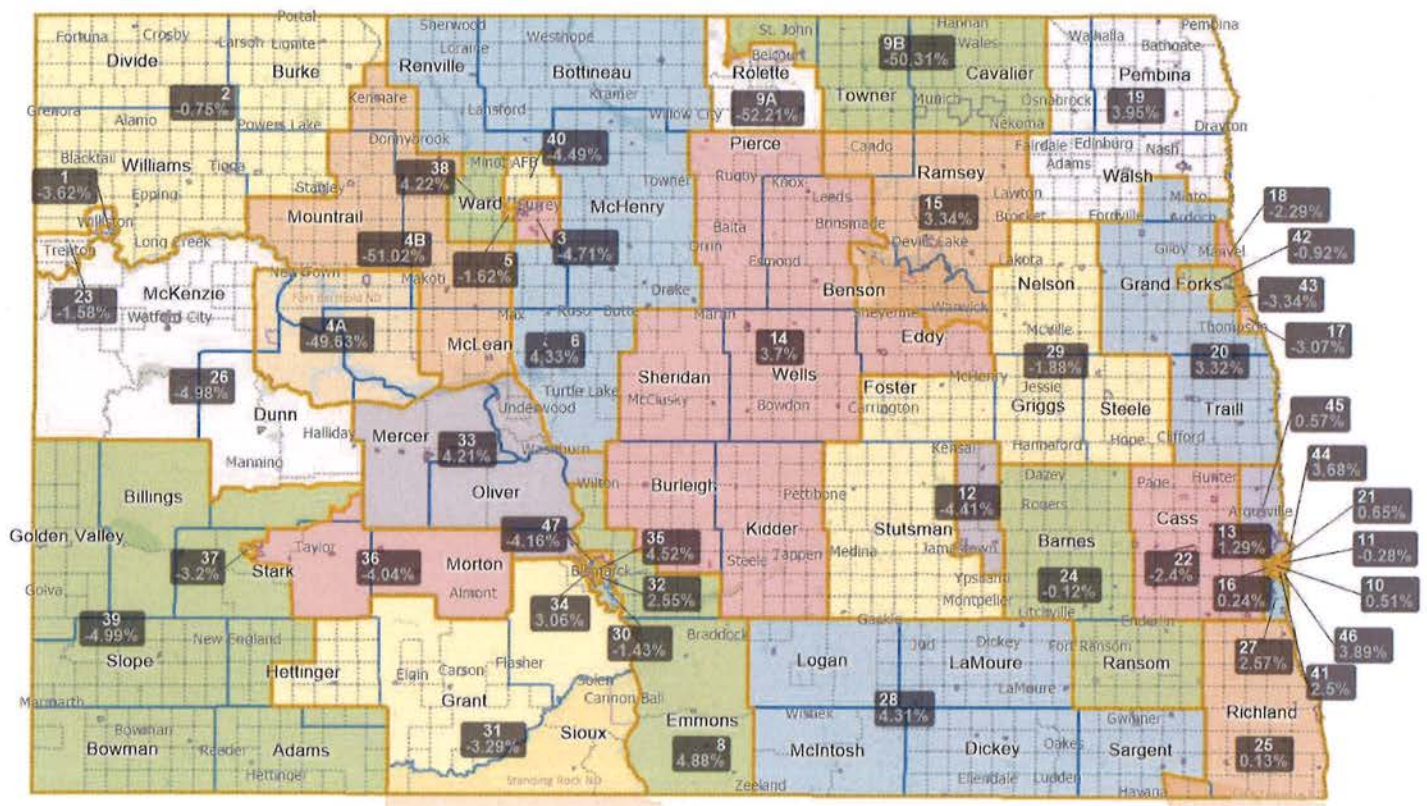 Portal
Pembina
Fortuna
Crosby
Larson
Lignite
Sherwood
Westhope
St. John
Hannah
Walhalla
Divide
Burke
Loraine
Renville
Bottineau
Belcourt
Rolette
9B
-50.31%
Wales
Cavalier
Bathgate
Pembina
2
-0.75%
Kenmare
Kramer
9A
-52.21%
Towner
Munich
Osnabrock
19
3.95%
Grenora
Alamo
Powers Lake
Lansford
Willow City
Nekoma
Drayton
Donnybrook
40
-4.49%
Pierce
Cando
Fairdale
Edinburg
Nash
Blacktail
Williams
Tioga
38
4.22%
Minot AFB
Rugby
Knox
Ramsey
Adams
Walsh
1
-3.62%
Epping
Stanley
Ward
Surrey
Towner
McHenry
Leeds
Lawton
Minto
18
-2.29%
Williston
Mountrail
Balta
Brinsmade
15
3.34%
Brocket
Fordville
Ardoch
Manvel
42
-0.92%
Trenton
Long Creek
4B
-51.02%
5
-1.62%
3
-4.71%
Orrin
Devils Lake
Lakota
Gilby
23
-1.58%
McKenzie
New Town
Makoti
Esmond
Nelson
Grand Forks
43
-3.34%
Watford City
Drake
Benson
Warwick
4A
-49.63%
Max
Ruso
Butte
Martin
Sheyenne
Thompson
17
-3.07%
McLean
6
4.33%
14
3.7%
Eddy
McVille
29
-1.88%
20
3.32%
26
-4.98%
Sheridan
Wells
McHenry
Jessie
Dunn
Turtle Lake
McClusky
Bowdon
Foster
Carrington
Griggs
Steele
Traill
45
0.57%
Halliday
Mercer
33
4.21%
Underwood
Hannaford
Hope
Clifford
Washburn
Kensal
44
3.68%
Manning
Billings
Oliver
Wilton
Burleigh
Pettibone
12
-4.41%
Dazey
Page
Hunter
21
0.65%
Rogers
Cass
Argusville
Golden Valley
47
-4.16%
35
4.52%
Kidder
Stutsman
Barnes
13
1.29%
11
-0.28%
37
-3.2%
Taylor
36
-4.04%
Morton
Bismarck
Steele
Tappen
Medina
Jamestown
22
-2.4%
Stark
Almont
32
2.55%
Ypsilanti
24
-0.12%
16
0.24%
10
0.51%
Golva
34
3.06%
Montpelier
Litchville
39
-4.99%
New England
30
-1.43%
Braddock
Gackle
Enderlin
46
3.89%
Slope
Hettinger
Flasher
Jud
Dickey
Fort Ransom
27
2.57%
Elgin
Carson
Solen
Logan
LaMoure
Ransom
41
2.5%
Marmarth
Grant
Cannon Ball
LaMoure
Bowman
31
-3.29%
Sioux
Emmons
28
4.31%
Wishek
Gwinner
Richland
Bowman
Reeder
Adams
8
4.88%
McIntosh
Dickey
Oakes
Sargent
25
0.13%
Hettinger
Standing Rock ND
Zeeland
Ellendale
Ludden
Havana